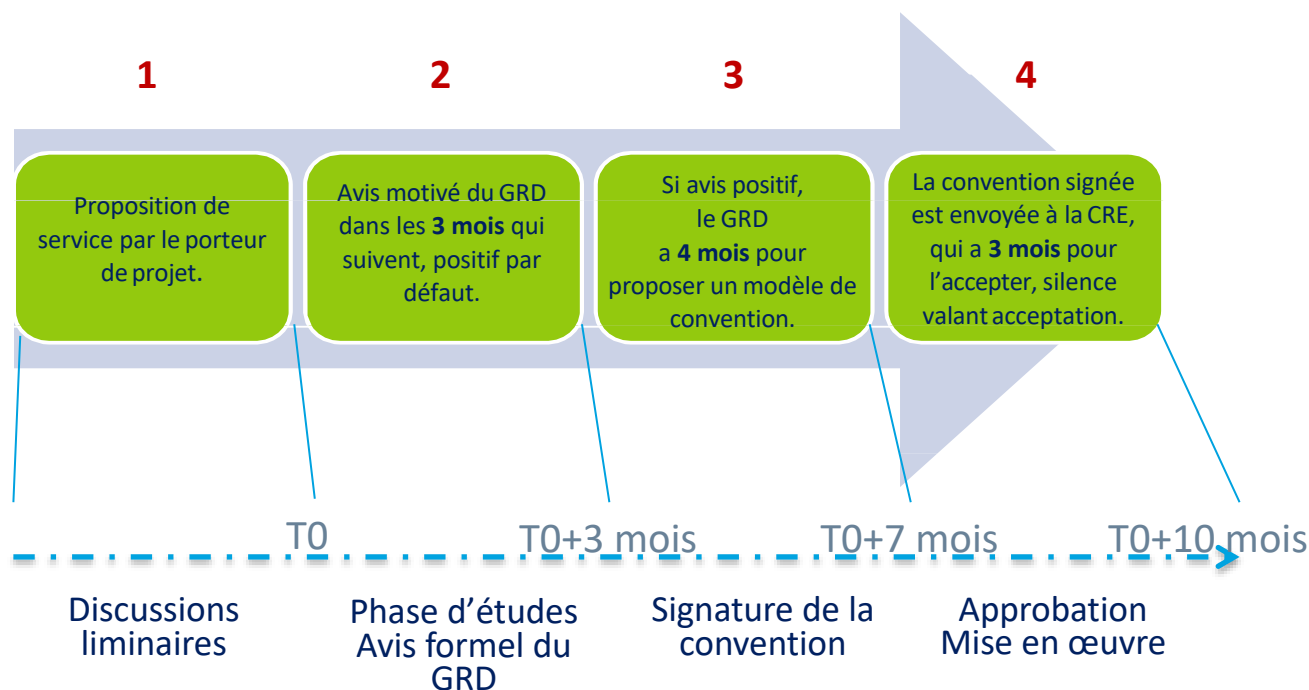 1
2
3
4
Proposition de
service par le porteur
de projet.
Avis motivé du GRD
dans les 3 mois qui
suivent, positif par
défaut.
Si avis positif,
le GRD
a 4 mois pour
proposer un modèle de
convention.
La convention signée
est envoyée à la CRE,
qui a 3 mois pour
l’accepter, silence
valant acceptation.
T0
T0+3 mois
T0+7 mois
T0+10 mois
Discussions
liminaires
Phase d’études
Avis formel du
GRD
Signature de la
convention
Approbation
Mise en œuvre